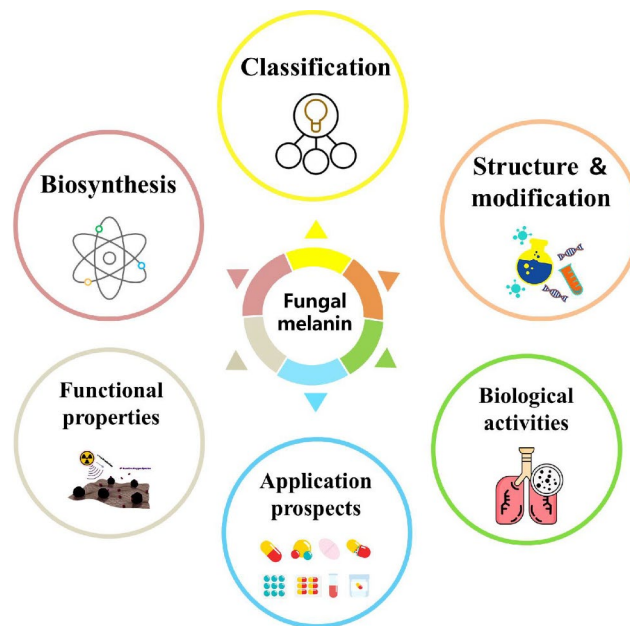 Classification
Biosynthesis
Structure &
modification
Fungal
melanin
Functional
properties
Biological
activities
Application
prospects